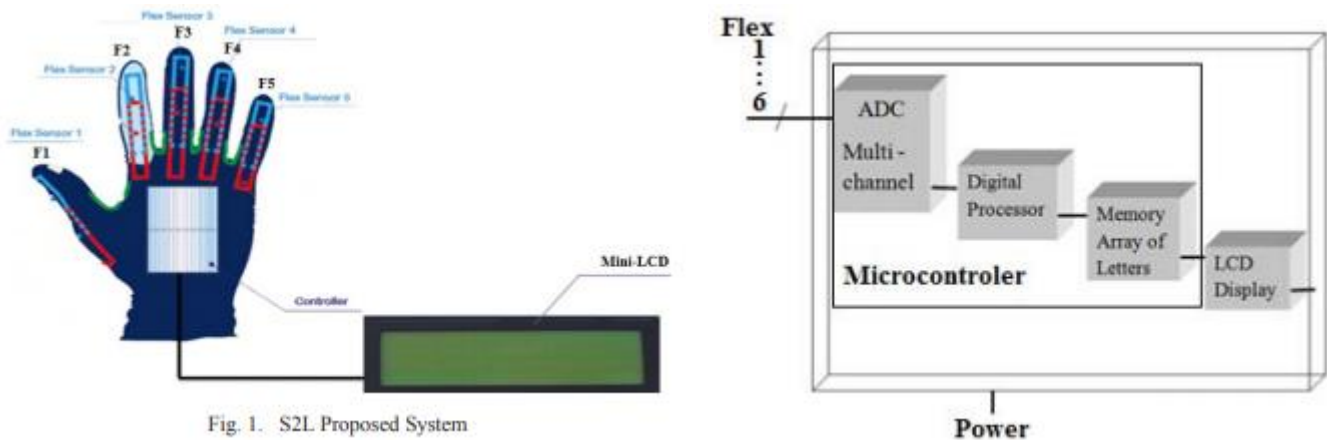 Flex Sensor 3
F3
Flex Sensor 4
F2
F4
Flex Sensor 2
F5
Flex Sensor 5
Flex Sensor 1
F1
Mini-LCD
Controller
Fig. 1. S2L Proposed System
Flex
1
6
ADC
Multi -
channel
Digital
Processor
Memory
Array of
Letters
LCD
Display
Microcontroler
Power